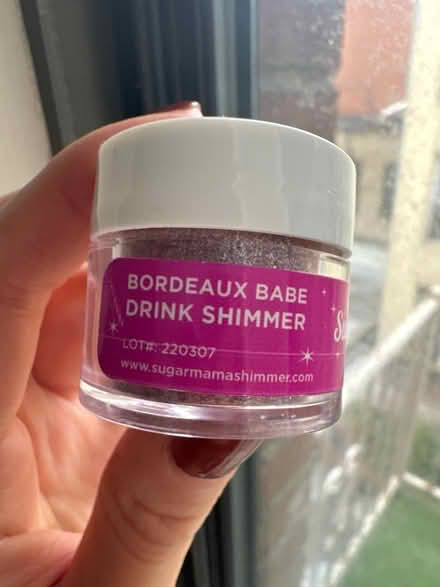 BORDEAUX BABE
DRINK SHIMMER
LOT#: 220307
www.sugarmamashimmer.com